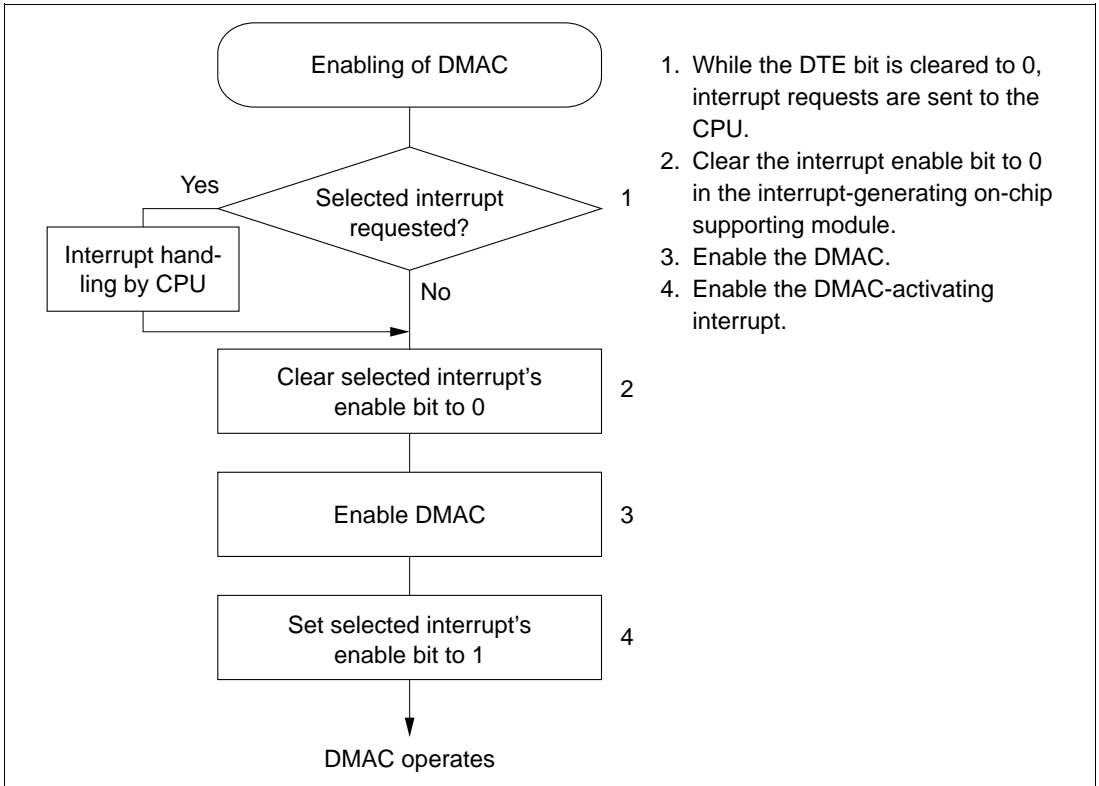 Enabling of DMAC
Selected interrupt
requested?
1
Yes
No
Interrupt hand-
ling by CPU
Clear selected interrupt's
enable bit to 0
2
Enable DMAC
3
Set selected interrupt's
enable bit to 1
4
DMAC operates
1. While the DTE bit is cleared to 0,
interrupt requests are sent to the
CPU.
2. Clear the interrupt enable bit to 0
in the interrupt-generating on-chip
supporting module.
3. Enable the DMAC.
4. Enable the DMAC-activating
interrupt.